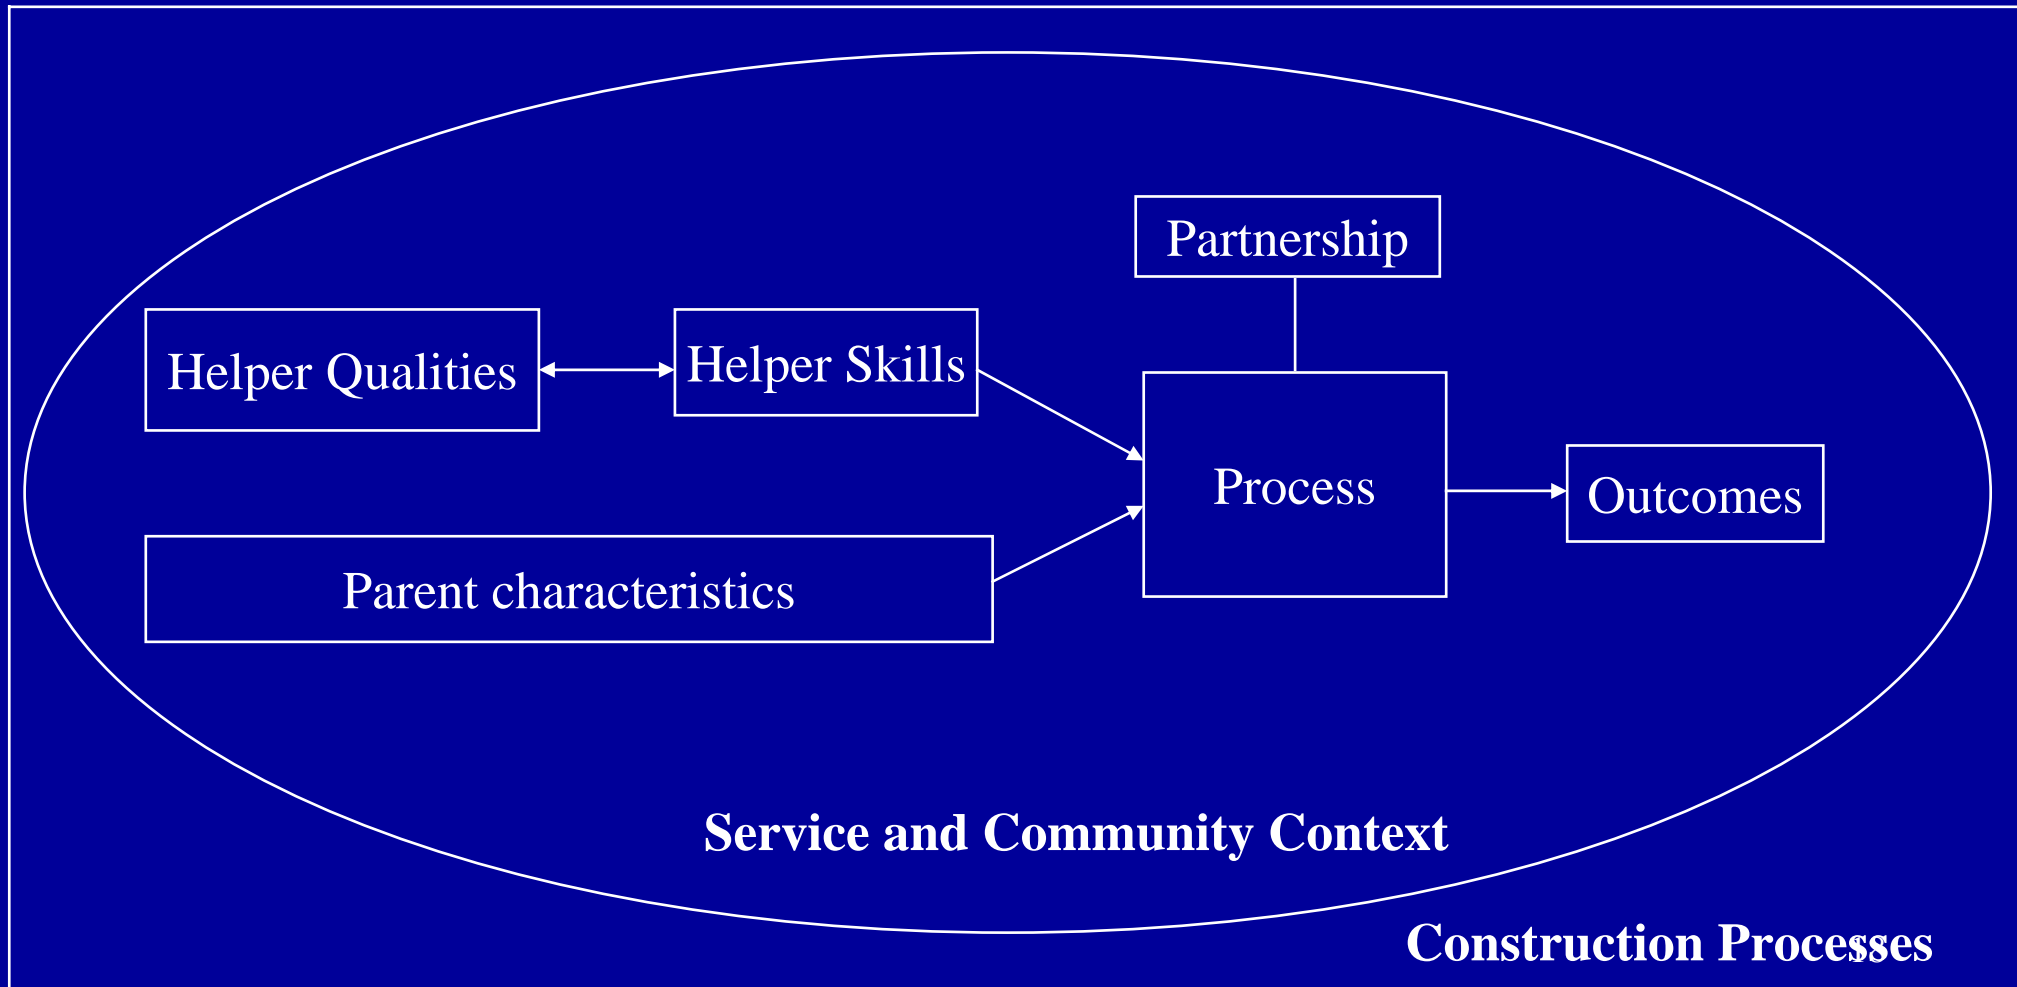 Partnership
Helper Qualities
Helper Skills
Process
Outcomes
Parent characteristics
Service and Community Context
Construction Processes